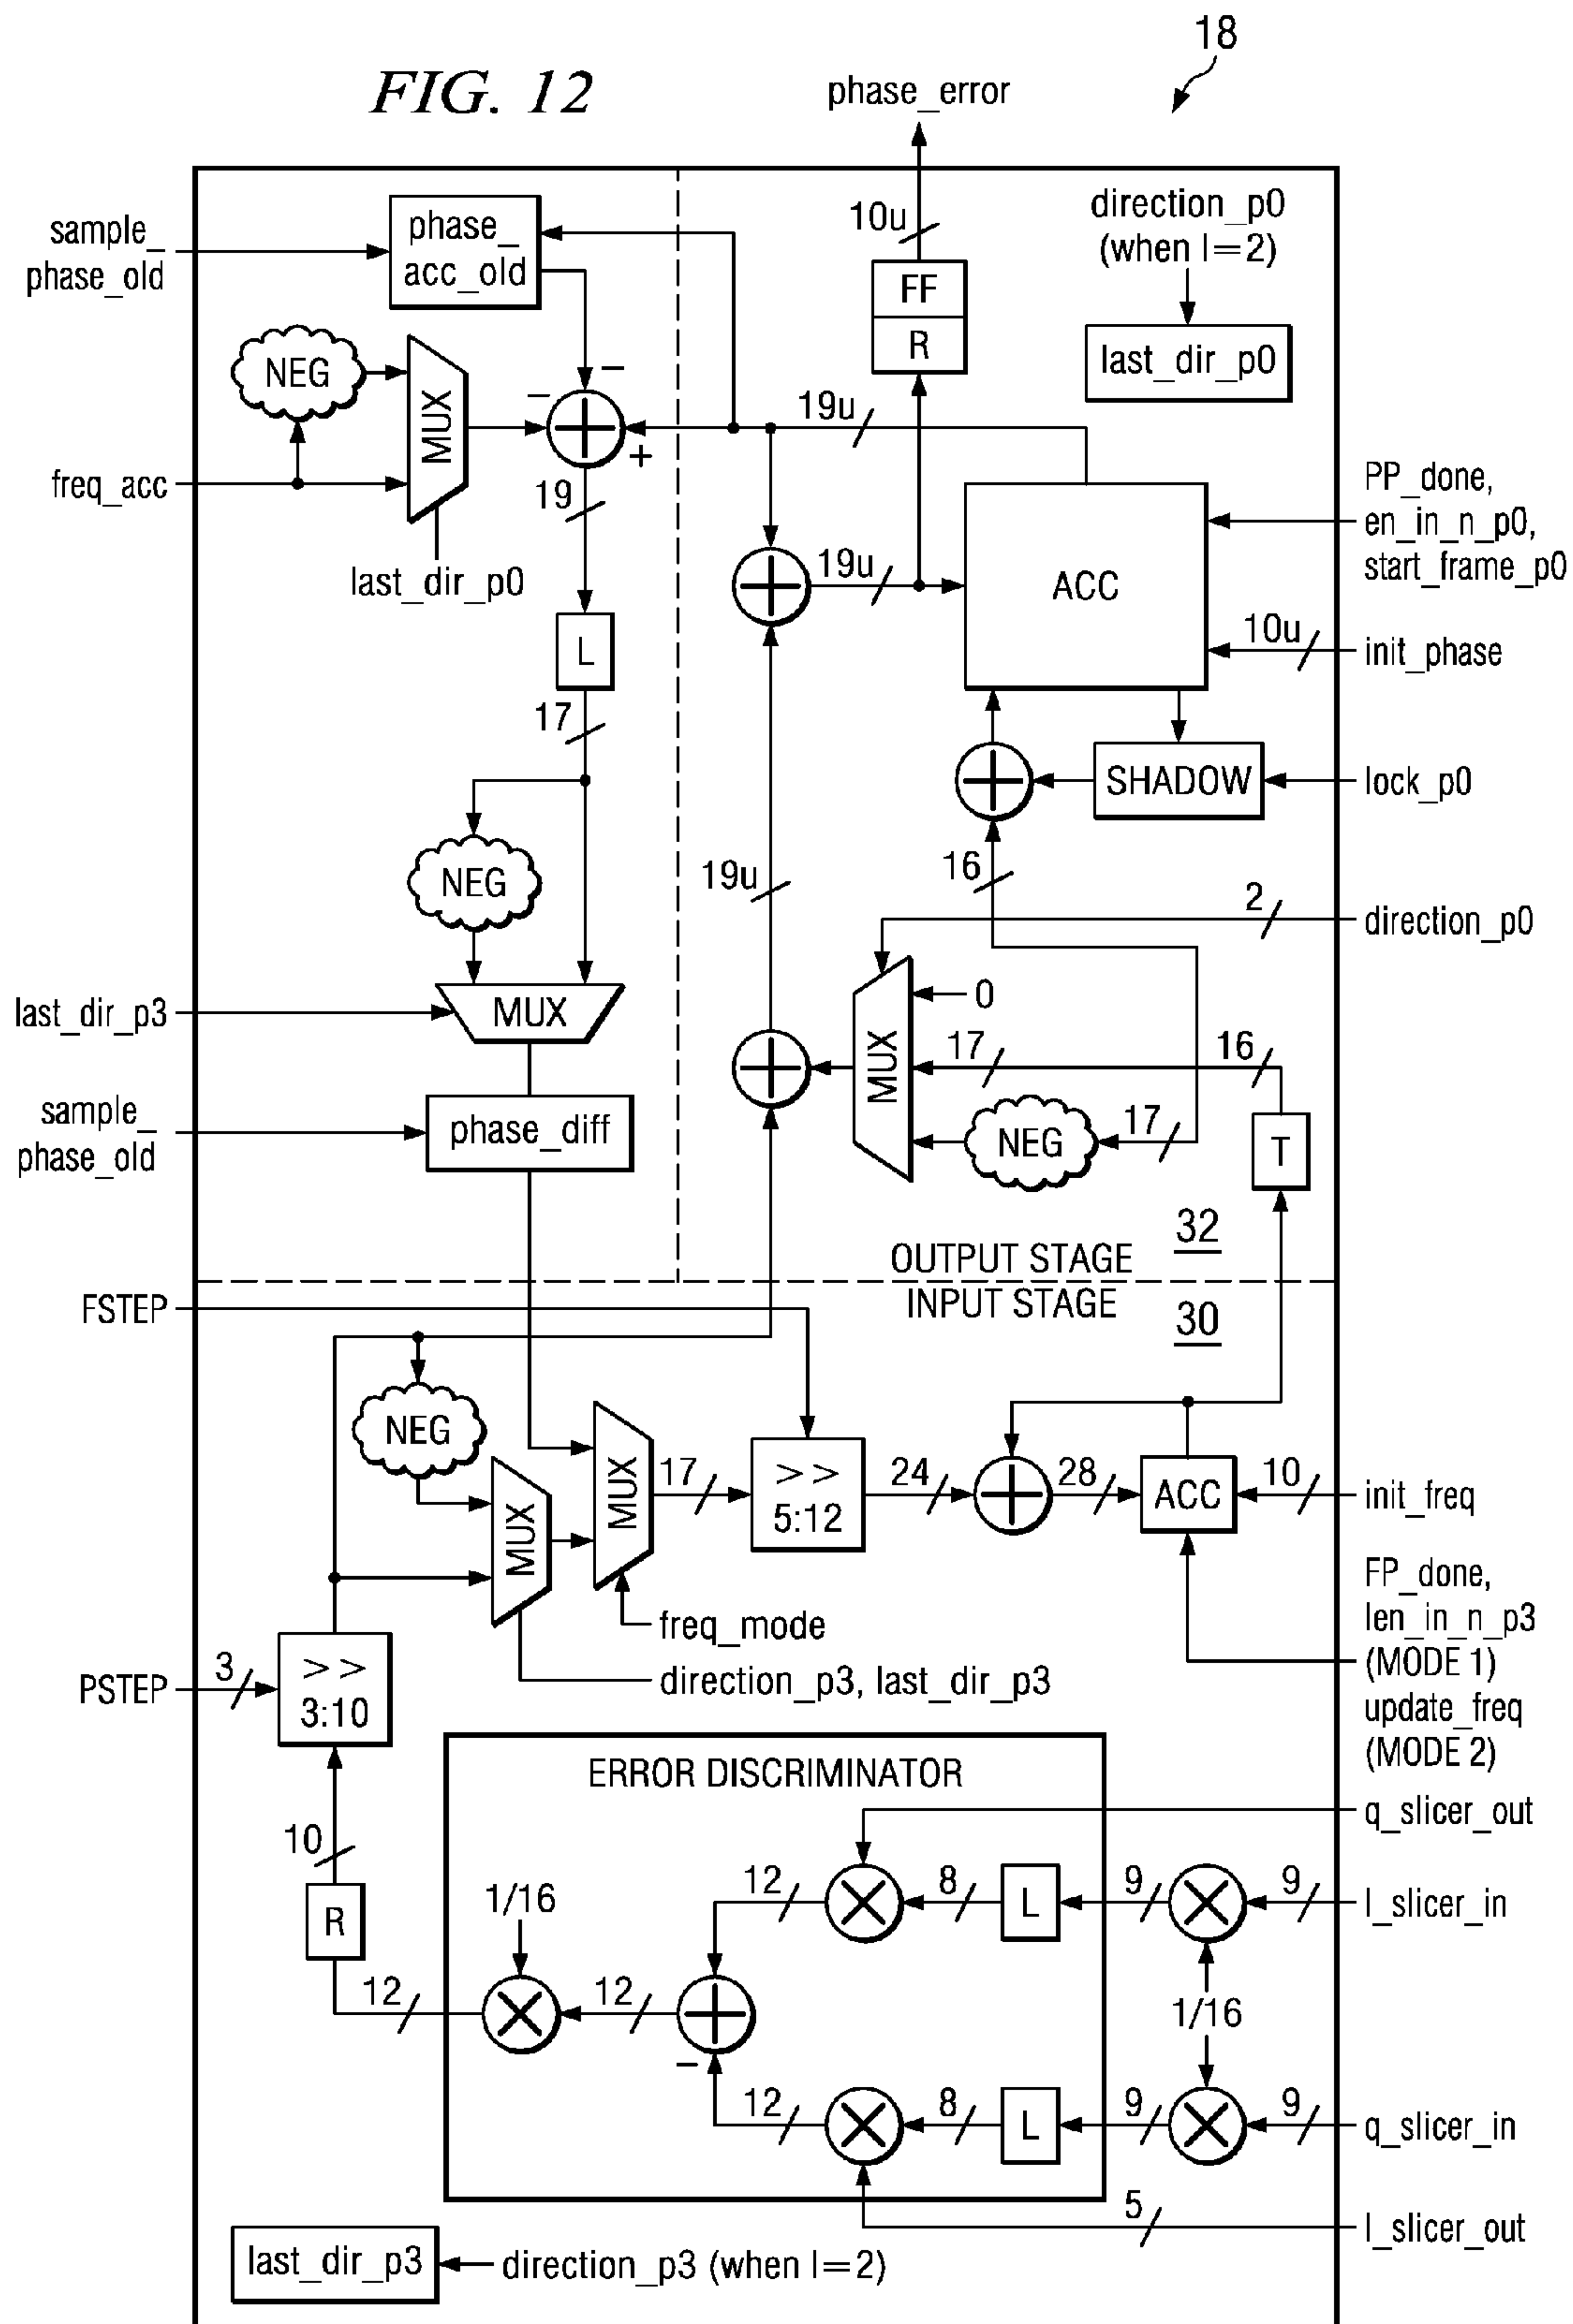 18
FIG. 12
phase_error
sample_
phase_old
phase_
acc_old
10u
direction_p0
(when I=2)
FF
R
last_dir_p0
NEG
MUX
–
–
+
19u
freq_acc
19
last_dir_p0
PP_done,
en_in_n_p0,
start_frame_p0
19u
ACC
L
10u
init_phase
17
SHADOW
lock_p0
NEG
19u
16
2
direction_p0
last_dir_p3
MUX
0
MUX
17
16
sample_
phase_old
phase_diff
NEG
17
T
OUTPUT STAGE
32
FSTEP
INPUT STAGE
30
NEG
MUX
MUX
17
>>
5:12
24
28
ACC
10
init_freq
freq_mode
direction_p3, last_dir_p3
FP_done,
len_in_n_p3
(MODE 1)
update_freq
(MODE 2)
PSTEP
3
>>
3:10
ERROR DISCRIMINATOR
q_slicer_out
10
R
1/16
12
8
L
9
9
I_slicer_in
12
12
1/16
–
12
8
L
9
9
q_slicer_in
5
I_slicer_out
last_dir_p3
direction_p3 (when I=2)